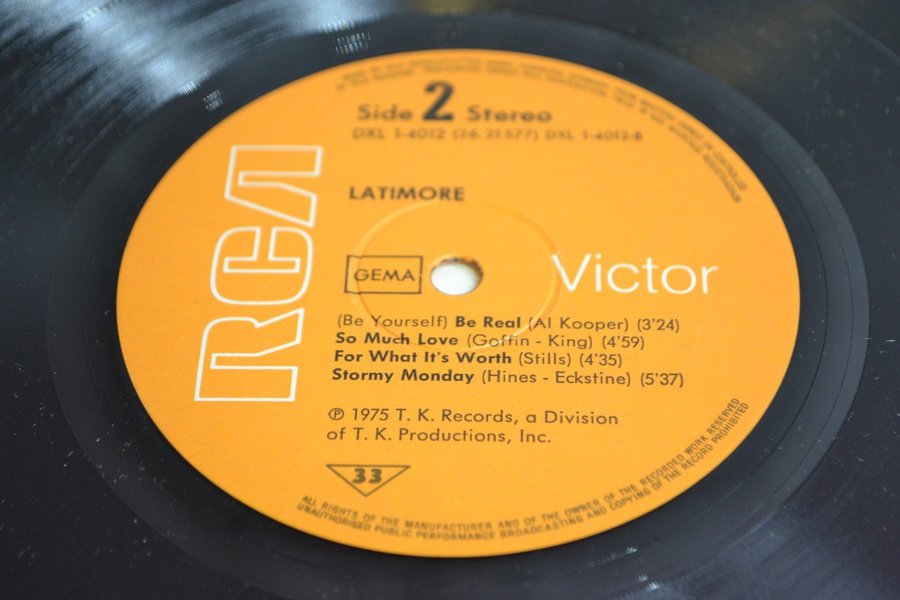 Side 2 Stereo
DXL 1-4012 (26. 21577) DXL 1-4012-B
LATIMORE
RCA
GEMA
Victor
(Be Yourself) Be Real (Al Kooper) (3'24)
So Much Love (Goffin - King) (4'59)
For What It's Worth (Stills) (4'35)
Stormy Monday (Hines - Eckstine) (5'37)
℗ 1975 T. K. Records, a Division
of T. K. Productions, Inc.
33
ALL RIGHTS OF THE MANUFACTURER AND OF THE OWNER OF THE RECORDED WORK RESERVED
UNAUTHORISED PUBLIC PERFORMANCE BROADCASTING AND COPYING OF THE RECORD PROHIBITED